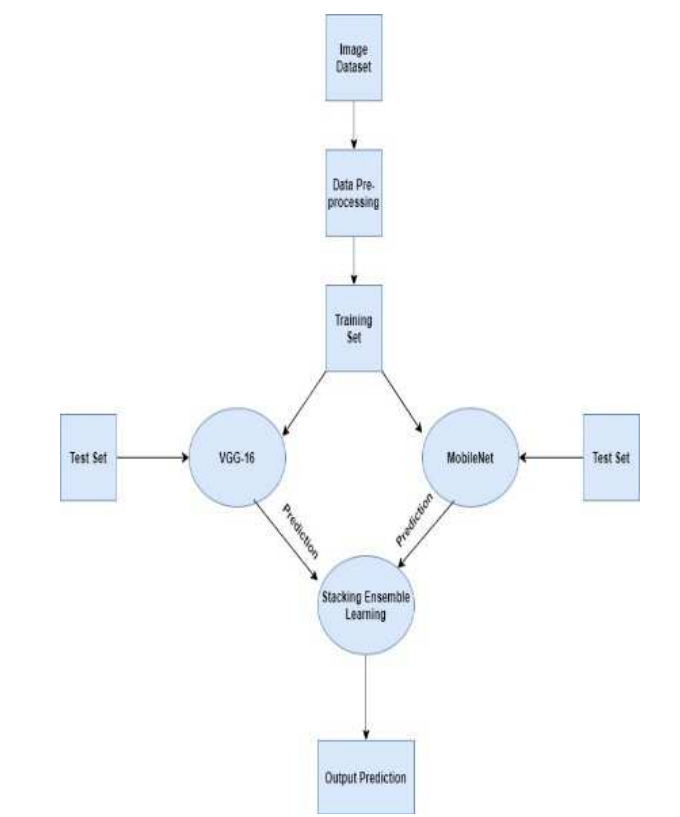 Image
Dataset
Data Pre-
processing
Training
Set
Test Set
VGG-16
MobileNet
Test Set
Prediction
Prediction
Stacking Ensemble
Learning
Output Prediction